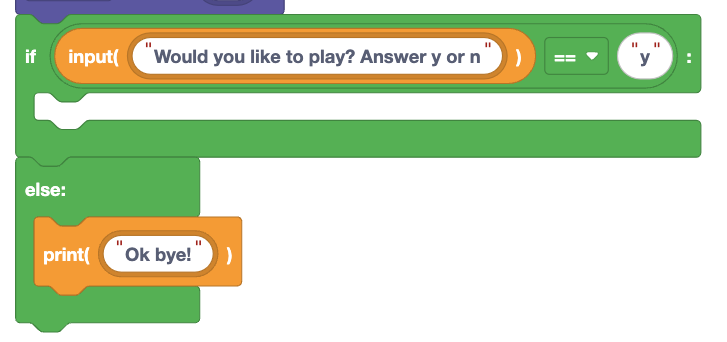 if input( "Would you like to play? Answer y or n" ) == "y" :
else:
print( "Ok bye!" )